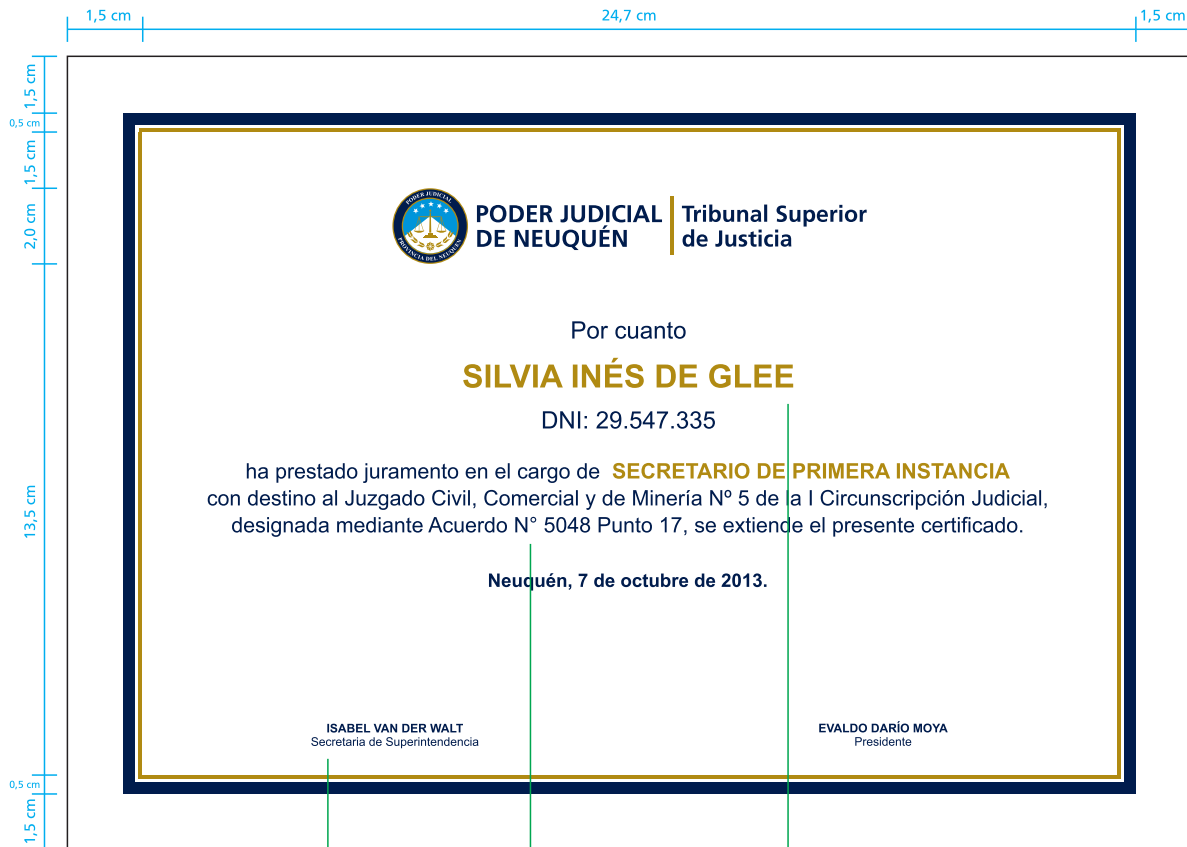 1,5 cm
24,7 cm
1,5 cm
1,5 cm
0,5 cm
1,5 cm
2,0 cm
13,5 cm
0,5 cm
1,5 cm
PODER JUDICIAL
PROVINCIA DEL NEUQUÉN
PODER JUDICIAL
DE NEUQUÉN
Tribunal Superior
de Justicia
Por cuanto
SILVIA INÉS DE GLEE
DNI: 29.547.335
ha prestado juramento en el cargo de SECRETARIO DE PRIMERA INSTANCIA
con destino al Juzgado Civil, Comercial y de Minería Nº 5 de la I Circunscripción Judicial,
designada mediante Acuerdo N° 5048 Punto 17, se extiende el presente certificado.
Neuquén, 7 de octubre de 2013.
ISABEL VAN DER WALT
Secretaria de Superintendencia
EVALDO DARÍO MOYA
Presidente